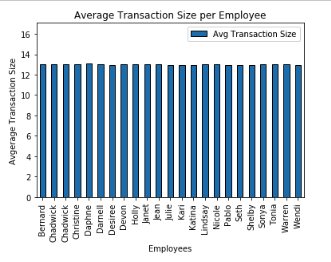 Average Transaction Size per Employee
Avg Transaction Size
Avgerage Transaction Size
16
14
12
10
8
6
4
2
0
Bernard
Chadwick
Chadwick
Christine
Daphne
Darnell
Desiree
Devon
Holly
Janet
Jean
Julie
Kari
Katina
Lindsay
Nicole
Pablo
Seth
Shelby
Sonya
Tonia
Warren
Wendi
Employees